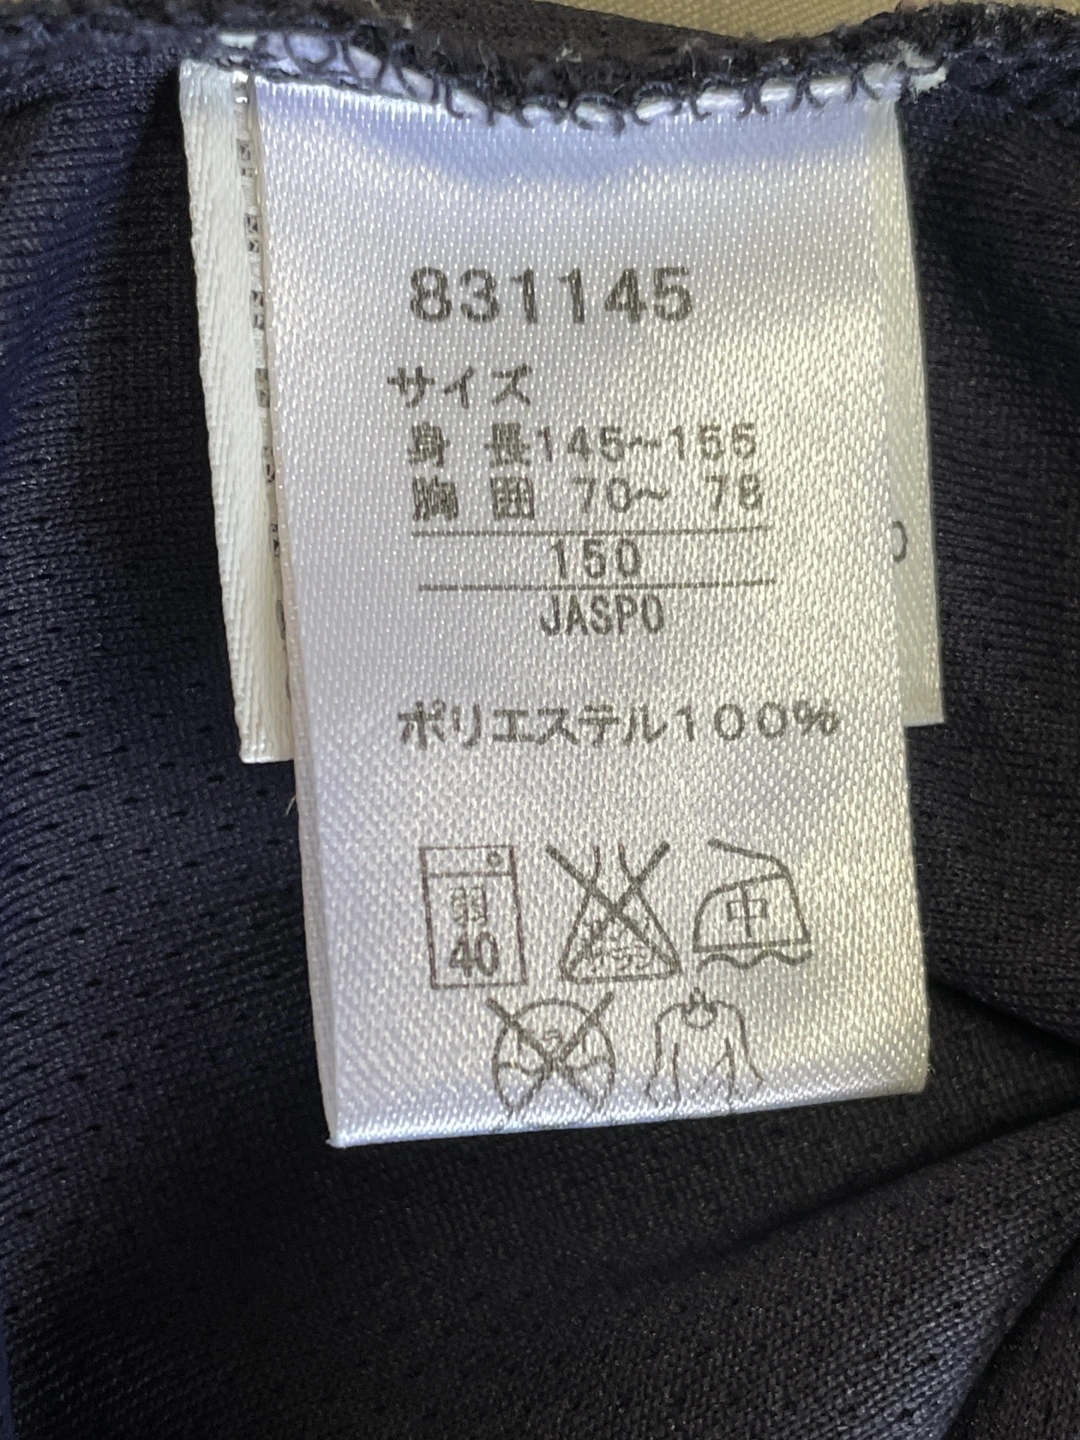 831145
サイズ
身 長145~155
胸 囲 70~ 78
150
JASPO
ポリエステル100%
弱
40
中